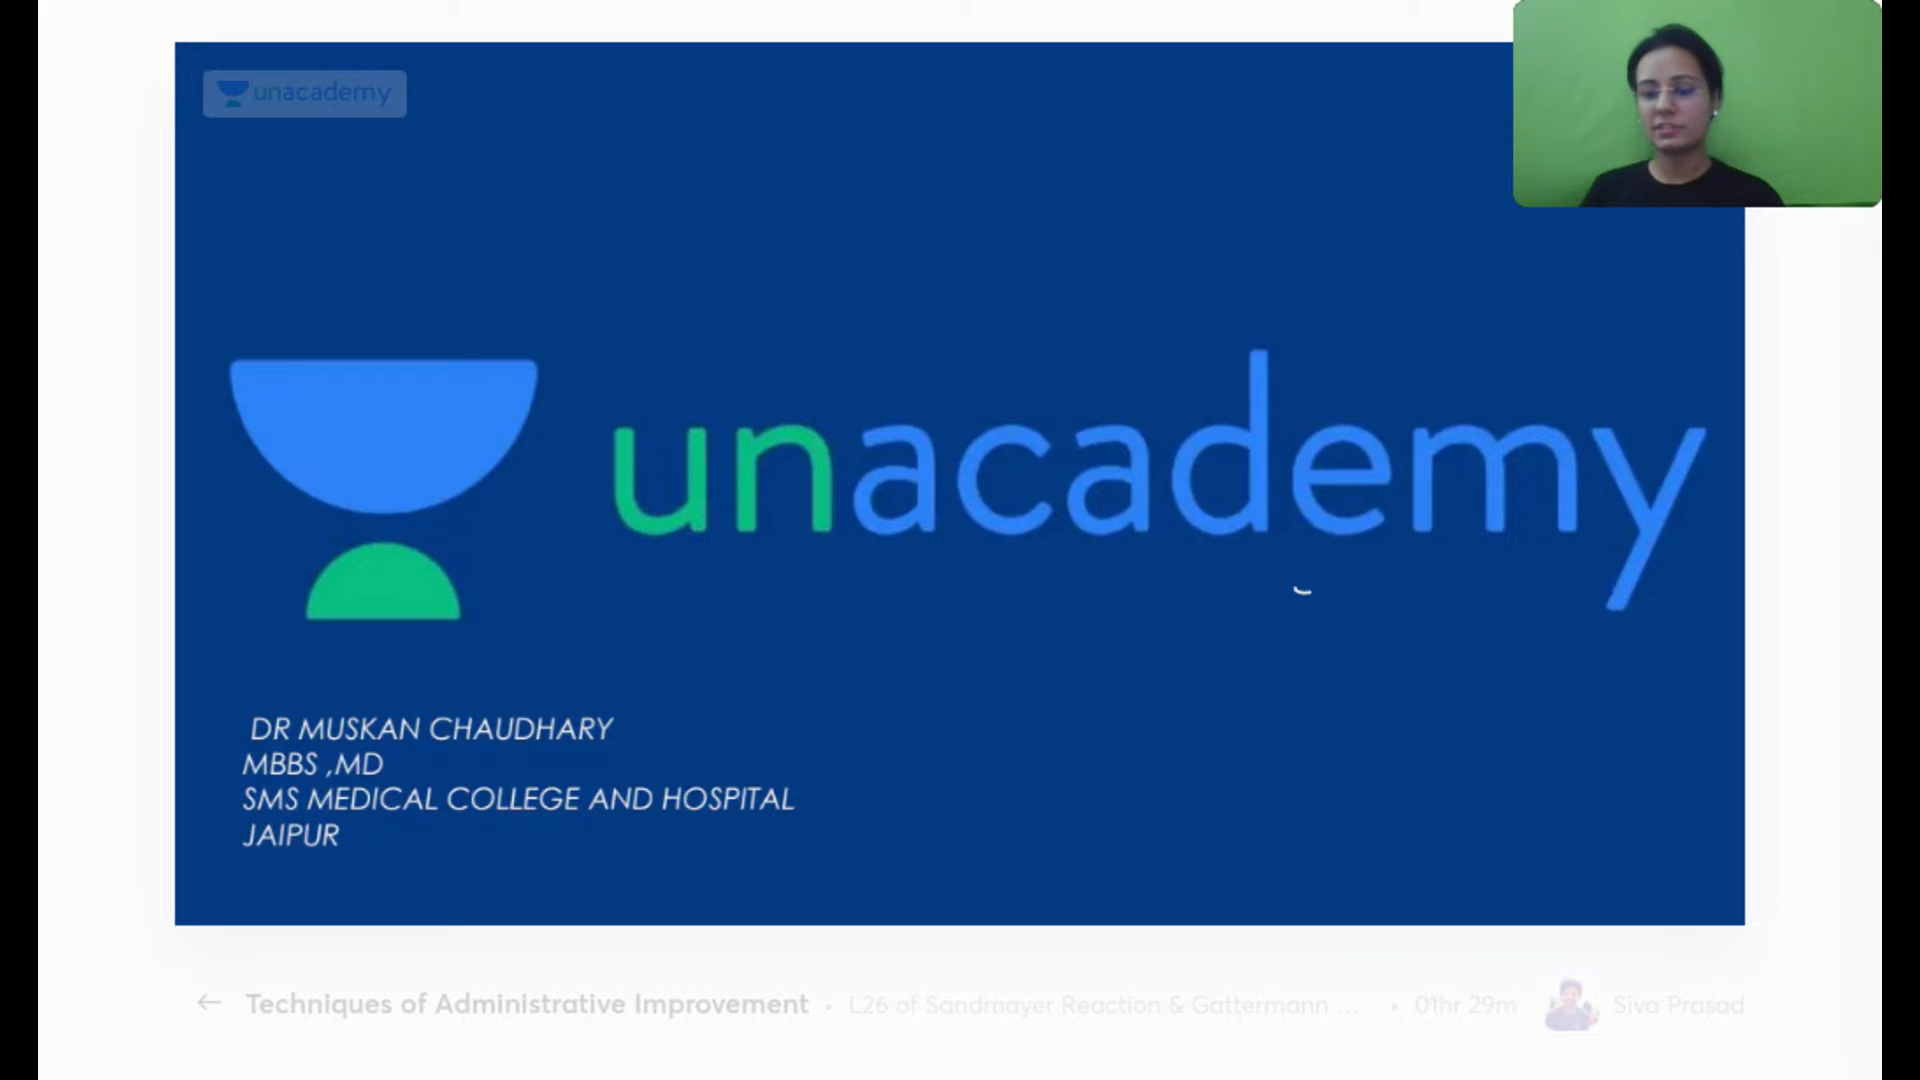 unacademy
unacademy
DR MUSKAN CHAUDHARY
MBBS ,MD
SMS MEDICAL COLLEGE AND HOSPITAL
JAIPUR
Techniques of Administrative Improvement • L26 of Sandmayer Reaction & Gattermann ... • 01hr 29m Siva Prasad